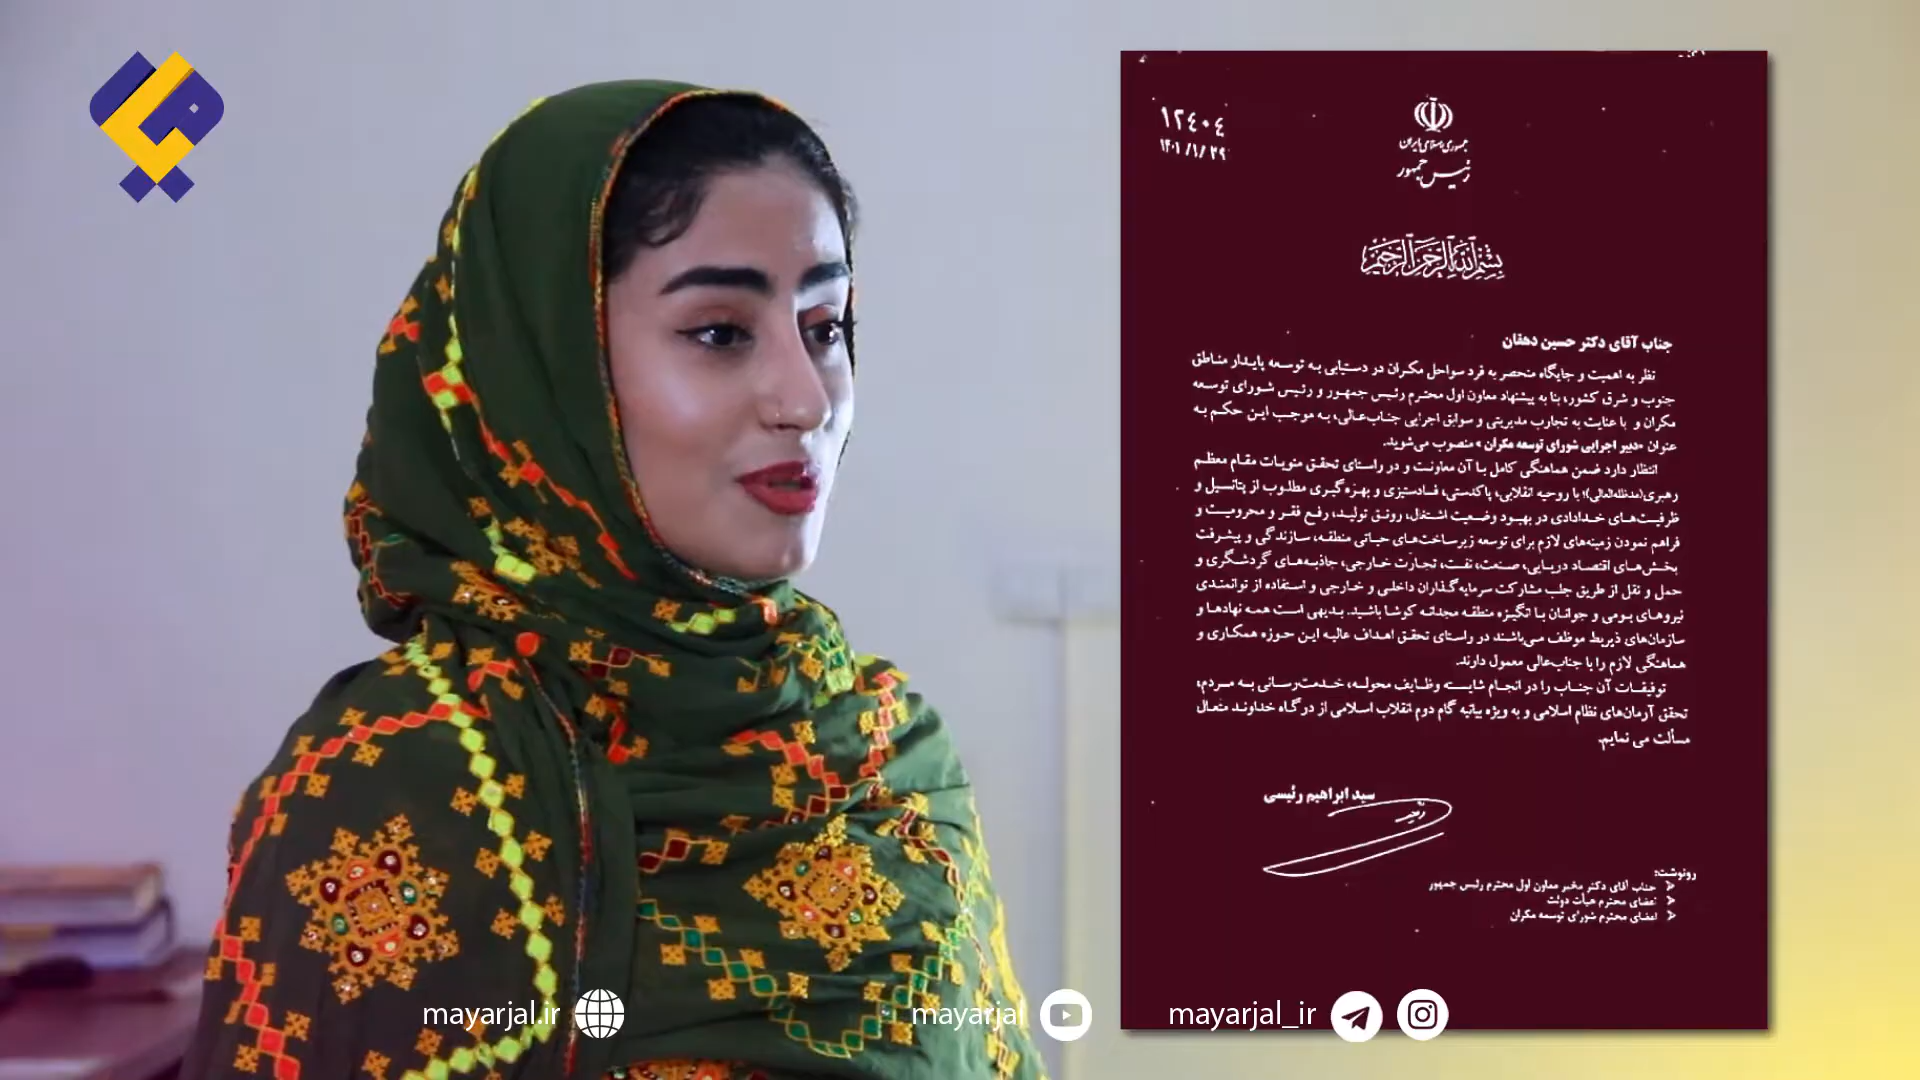 ۱۲٤۰٤
۱۴۰۱/۱/۲۹
جمهوری اسلامی ایران
رئیس جمهور
بسم الله الرحمن الرحیم
جناب آقای دکتر حسین دهقان
نظر به اهمیت و جایگاه منحصر به فرد سواحل مکران در دستیابی به توسعه پایدار مناطق
جنوب و شرق کشور، بنا به پیشنهاد معاون اول محترم رئیس جمهور و رئیس شورای توسعه
مکران و با عنایت به تجارب مدیریتی و سوابق اجرایی جناب‌عالی، به موجب این حکم به
عنوان «دبیر اجرایی شورای توسعه مکران» منصوب می‌شوید.
انتظار دارد ضمن هماهنگی کامل با آن معاونت و در راستای تحقق منویات مقام معظم
رهبری(مدظله‌العالی)؛ با روحیه انقلابی، پاکدستی، فسادستیزی و بهره‌گیری مطلوب از پتانسیل و
ظرفیت‌های خدادادی در بهبود وضعیت اشتغال، رونق تولید، رفع فقر و محرومیت و
فراهم نمودن زمینه‌های لازم برای توسعه زیرساخت‌های حیاتی منطقه، سازندگی و پیشرفت
بخش‌های اقتصاد دریایی، صنعت، نفت، تجارت خارجی، جاذبه‌های گردشگری و
حمل و نقل از طریق جلب مشارکت سرمایه‌گذاران داخلی و خارجی و استفاده از توانمندی
نیروهای بومی و جوانان با انگیزه منطقه مجدانه کوشا باشید. بدیهی است همه نهادها و
سازمان‌های ذیربط موظف می‌باشند در راستای تحقق اهداف عالیه این حوزه همکاری و
هماهنگی لازم را با جناب‌عالی معمول دارند.
توفیقات آن جناب را در انجام شایسته وظایف محوله، خدمت‌رسانی به مردم،
تحقق آرمان‌های نظام اسلامی و به ویژه بیانیه گام دوم انقلاب اسلامی از درگاه خداوند متعال
مسألت می نمایم.
سید ابراهیم رئیسی
رونوشت:
جناب آقای دکتر مخبر معاون اول محترم رئیس جمهور
اعضای محترم هیأت دولت
اعضای محترم شورای توسعه مکران
mayarjal.ir
mayarjal
mayarjal_ir